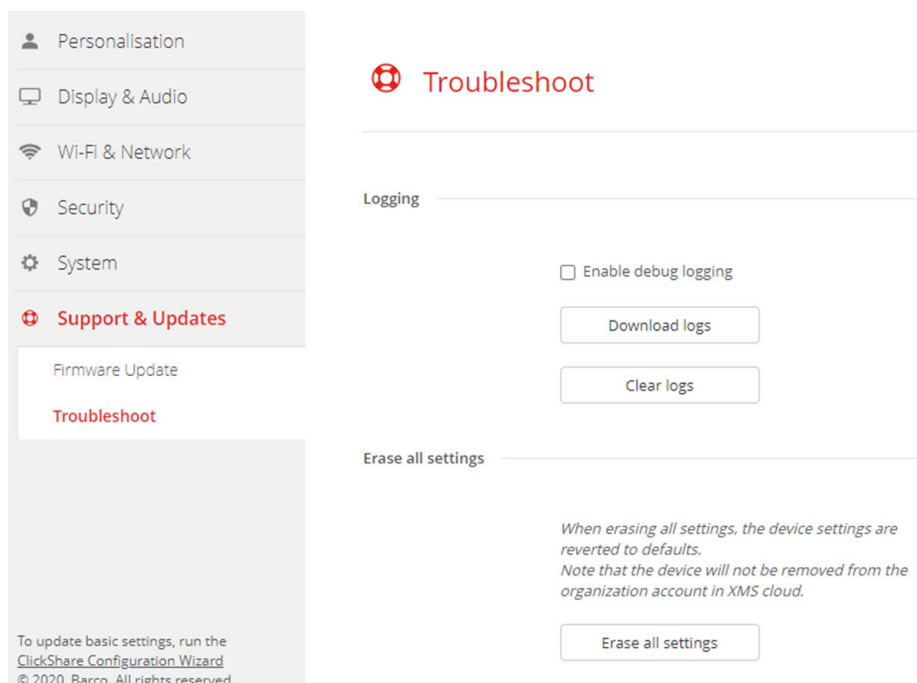 Personalisation
Display & Audio
Wi-Fi & Network
Security
System
Support & Updates
Firmware Update
Troubleshoot
To update basic settings, run the
ClickShare Configuration Wizard
© 2020, Barco. All rights reserved.
Troubleshoot
Logging
Enable debug logging
Download logs
Clear logs
Erase all settings
When erasing all settings, the device settings are
reverted to defaults.
Note that the device will not be removed from the
organization account in XMS cloud.
Erase all settings